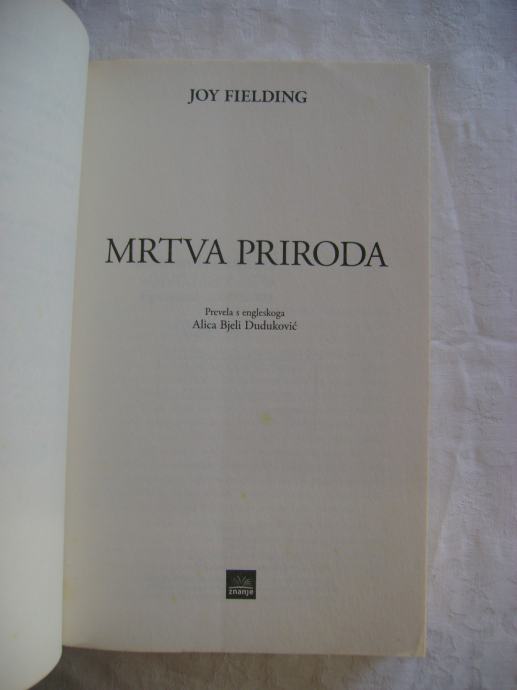 JOY FIELDING
MRTVA PRIRODA
Prevela s engleskoga
Alica Bjeli Duduković
znanje